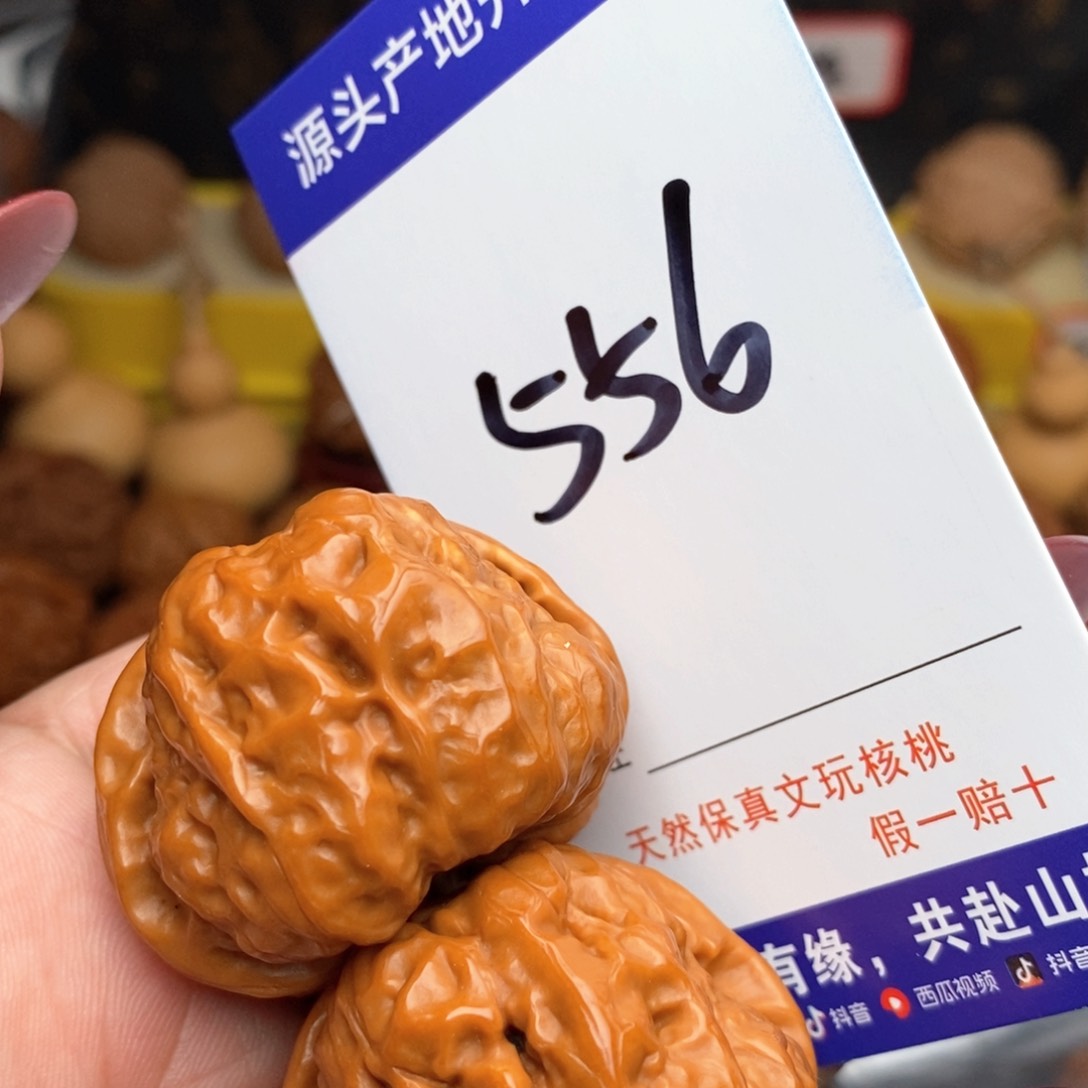 源头产地
556
天然保真文玩核桃
假一赔十
有缘，共赴山
抖音 西瓜视频 抖音